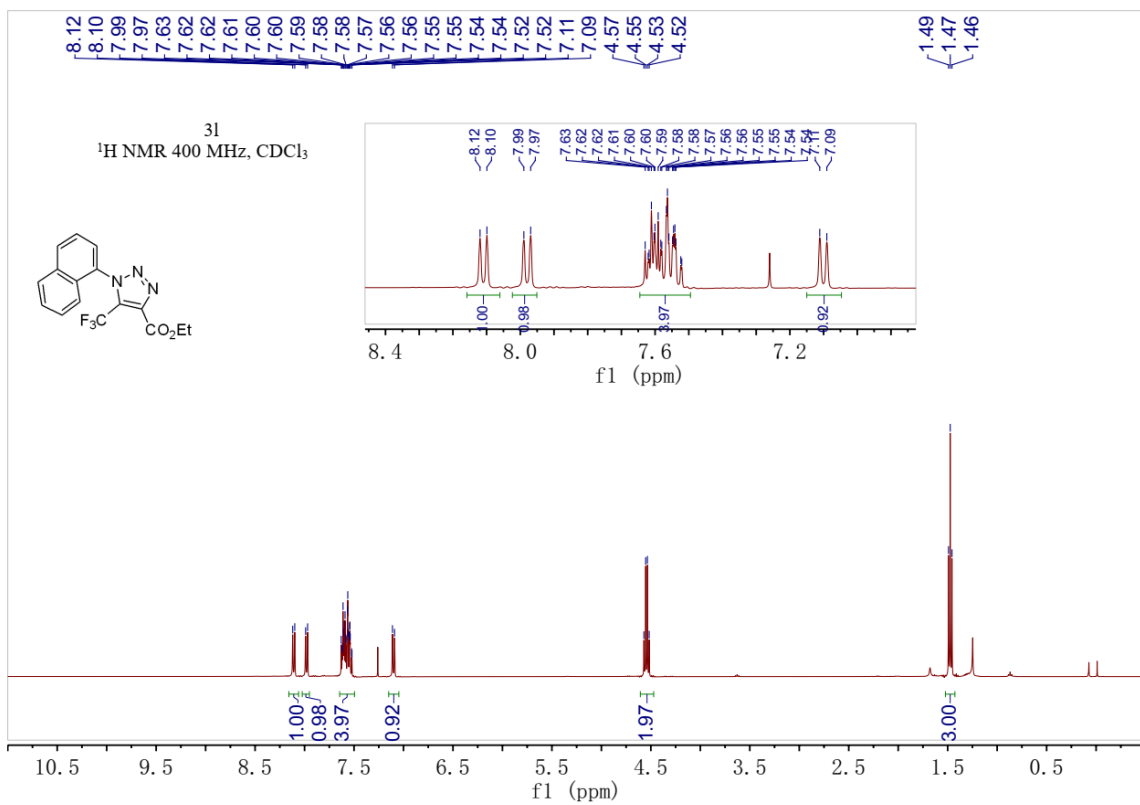 8.12 8.10 7.99 7.97 7.63 7.62 7.62 7.61 7.60 7.60 7.59 7.58 7.58 7.57 7.56 7.56 7.55 7.55 7.54 7.54 7.52 7.52 7.11 7.09 4.57 4.55 4.53 4.52 1.49 1.47 1.46
3l
¹H NMR 400 MHz, CDCl₃
8.12 8.10 7.99 7.97 7.63 7.62 7.62 7.61 7.60 7.60 7.59 7.58 7.58 7.57 7.56 7.56 7.55 7.55 7.54 7.54 7.11 7.09
N N N
F₃C
CO₂Et
1.00 0.98 3.97 0.92
8.4 8.0 7.6 7.2
f1 (ppm)
1.00 0.98 3.97 0.92 1.97 3.00
10.5 9.5 8.5 7.5 6.5 5.5 4.5 3.5 2.5 1.5 0.5
f1 (ppm)